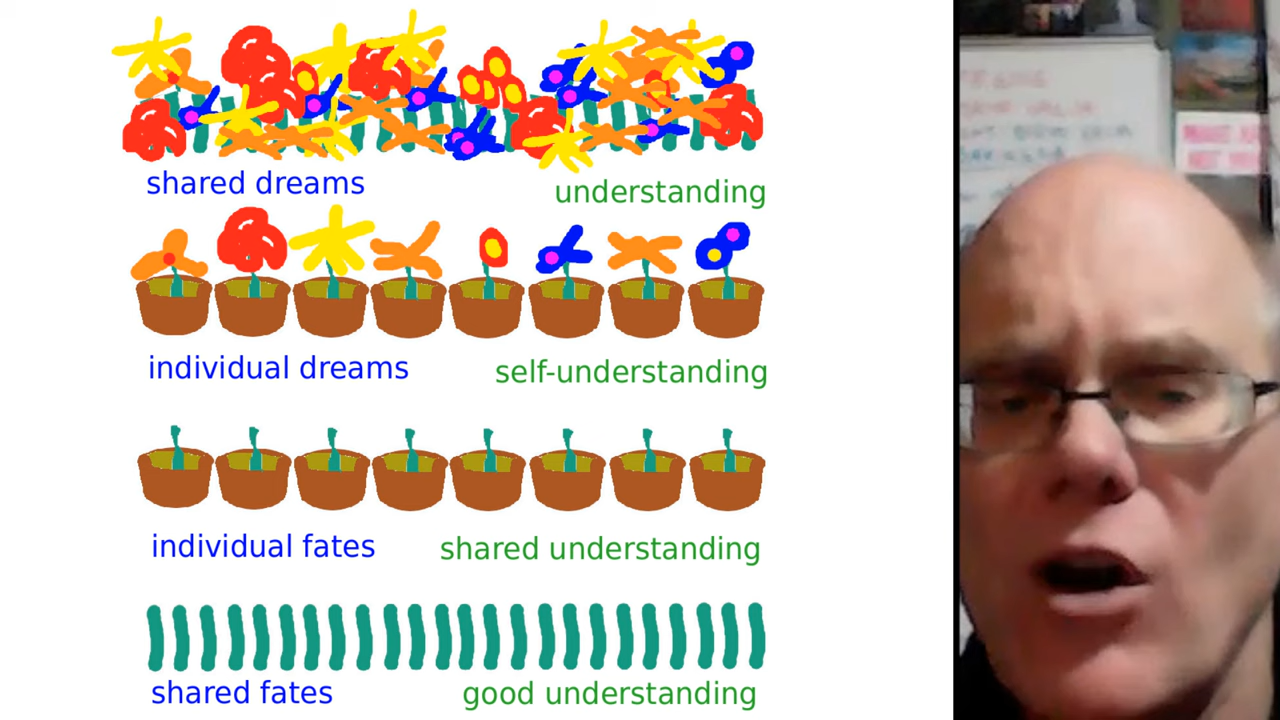 shared dreams
understanding
individual dreams
self-understanding
individual fates
shared understanding
shared fates
good understanding